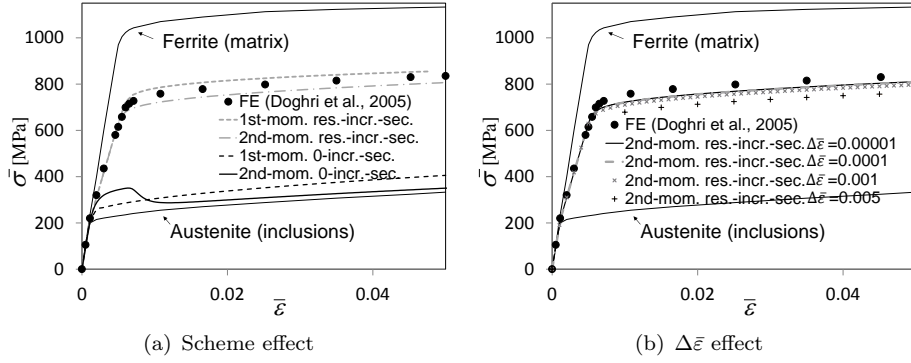 1000
800
600
400
200
0
σ̄ [MPa]
Ferrite (matrix)
FE (Doghri et al., 2005)
1st-mom. res.-incr.-sec.
2nd-mom. res.-incr.-sec.
1st-mom. 0-incr.-sec.
2nd-mom. 0-incr.-sec.
Austenite (inclusions)
0 0.02 0.04
ε̄
(a) Scheme effect
1000
800
600
400
200
0
σ̄ [MPa]
Ferrite (matrix)
FE (Doghri et al., 2005)
2nd-mom. res.-incr.-sec.Δε̄=0.00001
2nd-mom. res.-incr.-sec.Δε̄=0.0001
2nd-mom. res.-incr.-sec.Δε̄=0.001
2nd-mom. res.-incr.-sec.Δε̄=0.005
Austenite (inclusions)
0 0.02 0.04
ε̄
(b) Δε̄ effect